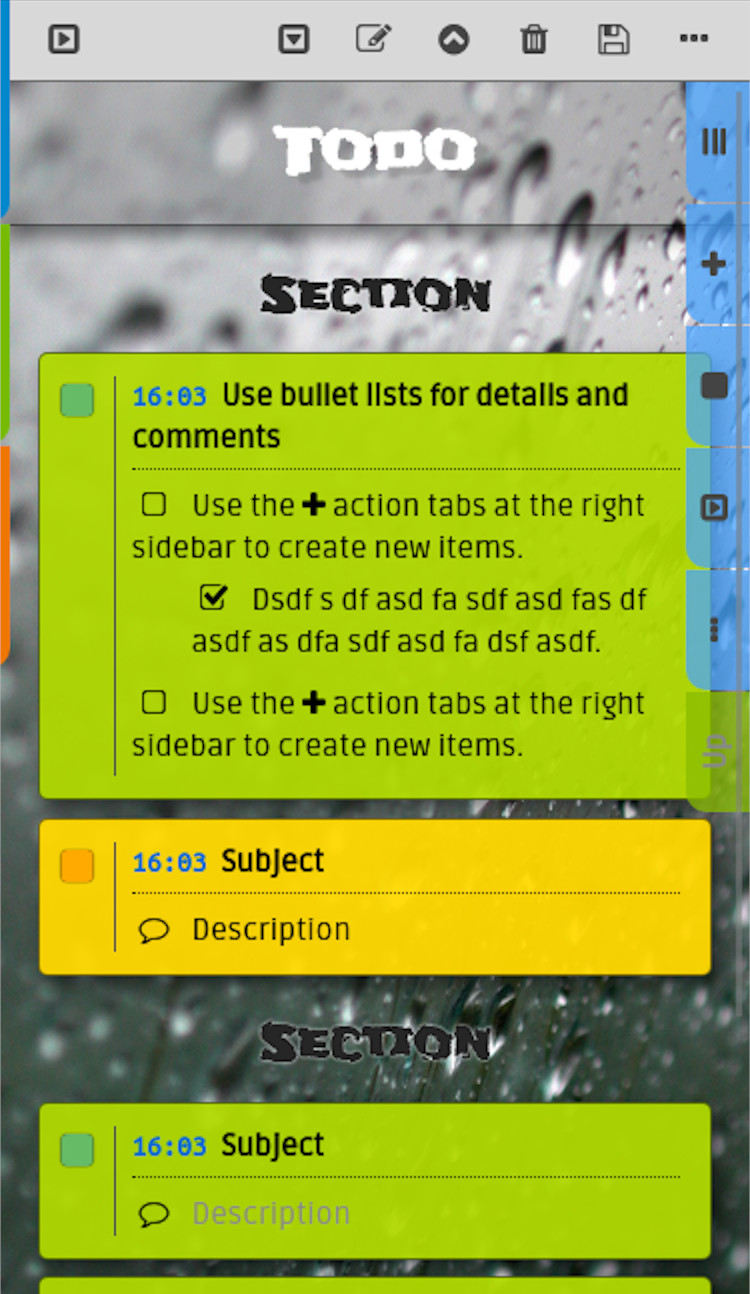 TODO
SECTION
16:03 Use bullet lists for details and
comments
Use the + action tabs at the right
sidebar to create new items.
Dsdf s df asd fa sdf asd fas df
asdf as dfa sdf asd fa dsf asdf.
Use the + action tabs at the right
sidebar to create new items.
Up
16:03 Subject
Description
SECTION
16:03 Subject
Description